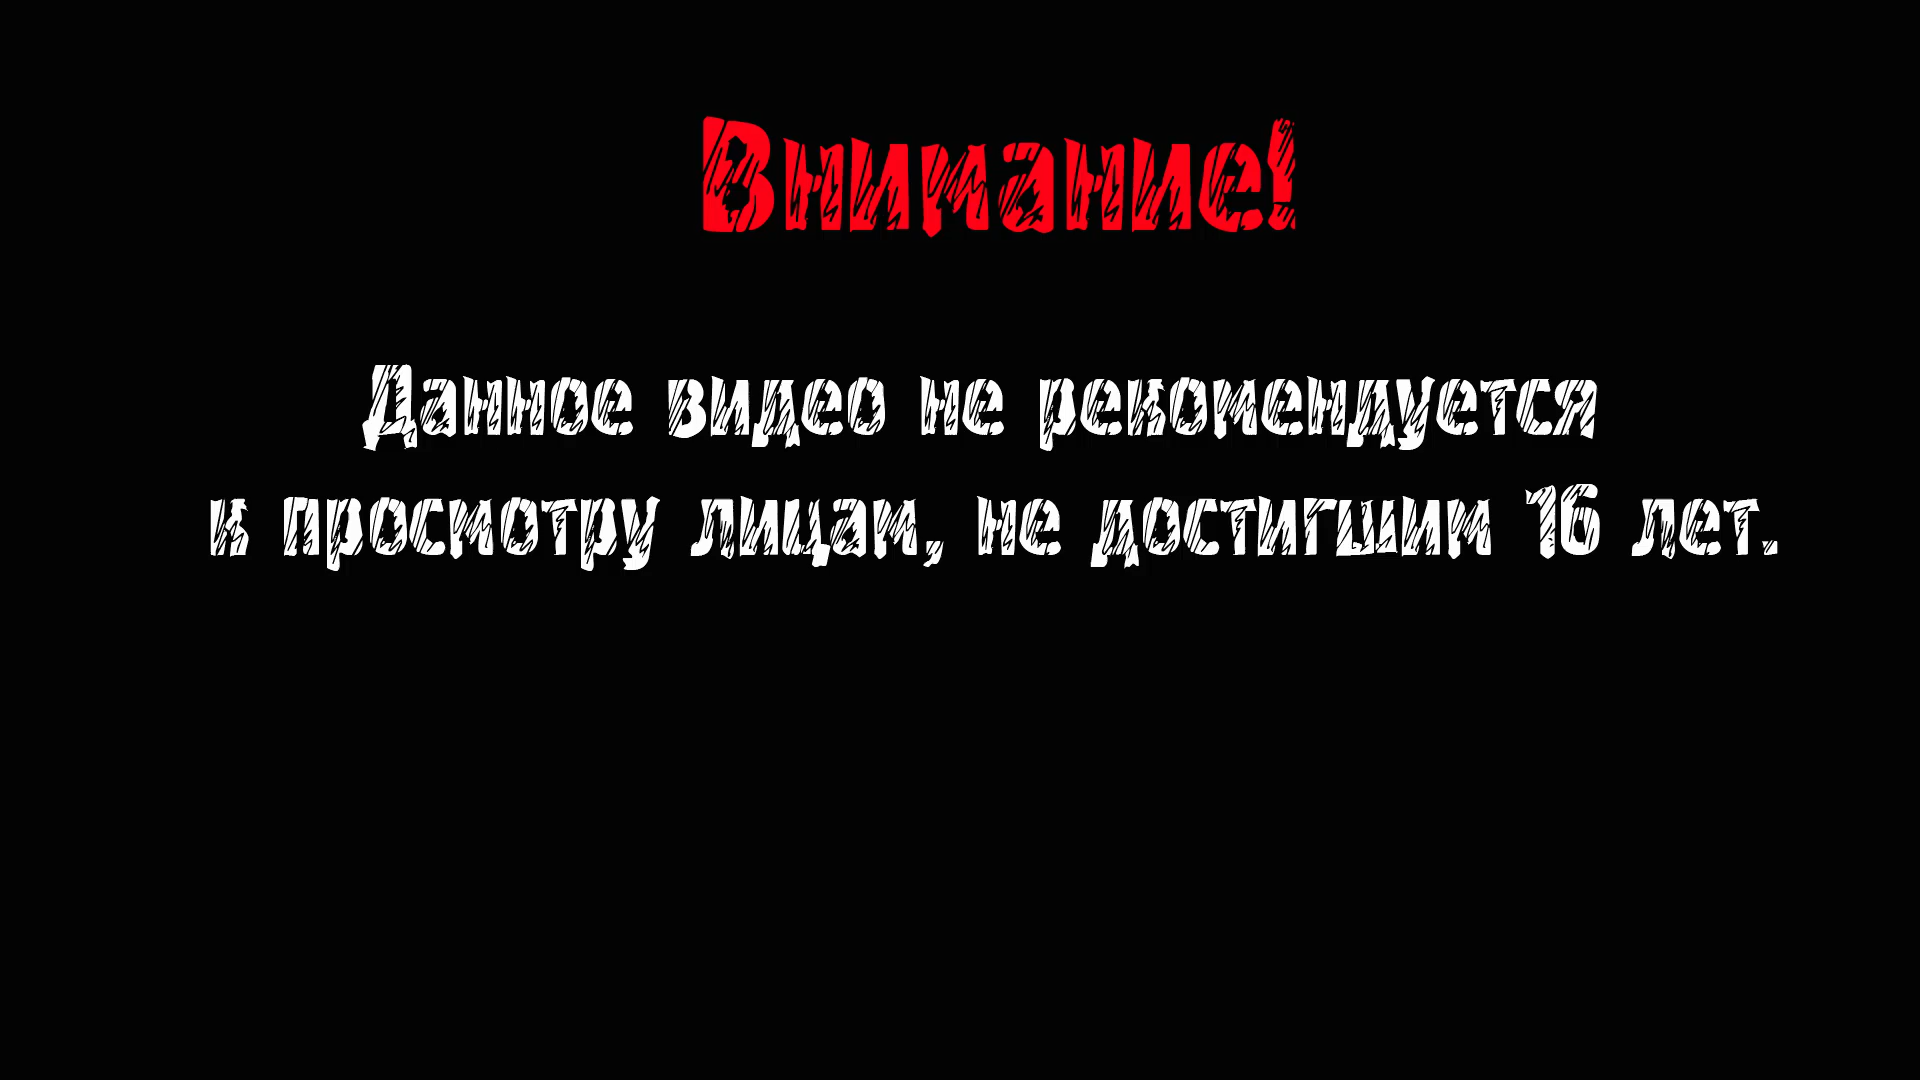 Внимание!
Данное видео не рекомендуется
к просмотру лицам, не достигшим 16 лет.